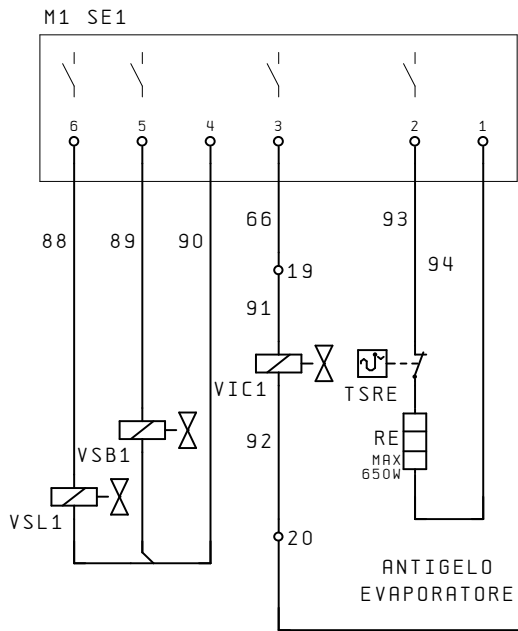 M1 SE1
6 5 4 3 2 1
88 89 90 66 93
94
19
91
VIC1
TSRE
92
VSB1
RE
MAX
650W
VSL1
20
ANTIGELO
EVAPORATORE